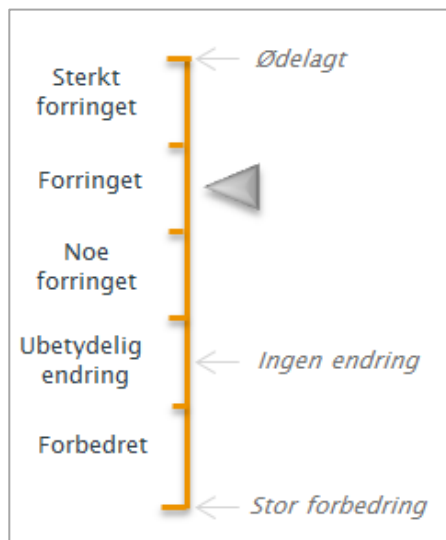 Ødelagt
Sterkt
forringet
Forringet
Noe
forringet
Ubetydelig
endring
Ingen endring
Forbedret
Stor forbedring